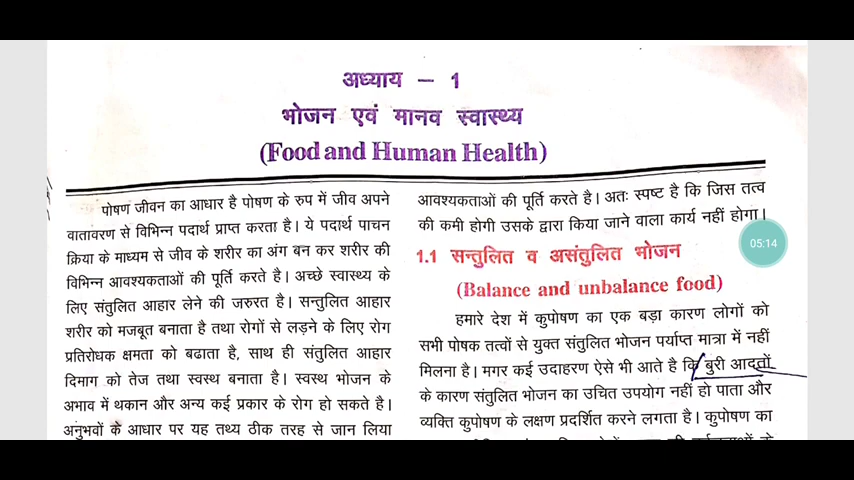 अध्याय – 1
भोजन एवं मानव स्वास्थ्य
(Food and Human Health)
पोषण जीवन का आधार है पोषण के रुप में जीव अपने
वातावरण से विभिन्न पदार्थ प्राप्त करता है। ये पदार्थ पाचन
क्रिया के माध्यम से जीव के शरीर का अंग बन कर शरीर की
विभिन्न आवश्यकताओं की पूर्ति करते है। अच्छे स्वास्थ्य के
लिए संतुलित आहार लेने की जरुरत है। सन्तुलित आहार
शरीर को मजबूत बनाता है तथा रोगों से लड़ने के लिए रोग
प्रतिरोधक क्षमता को बढाता है, साथ ही संतुलित आहार
दिमाग को तेज तथा स्वस्थ बनाता है। स्वस्थ भोजन के
अभाव में थकान और अन्य कई प्रकार के रोग हो सकते है।
अनुभवों के आधार पर यह तथ्य ठीक तरह से जान लिया
आवश्यकताओं की पूर्ति करते है। अतः स्पष्ट है कि जिस तत्व
की कमी होगी उसके द्वारा किया जाने वाला कार्य नहीं होगा।
05:14
1.1 सन्तुलित व असंतुलित भोजन
(Balance and unbalance food)
हमारे देश में कुपोषण का एक बड़ा कारण लोगों को
सभी पोषक तत्वों से युक्त संतुलित भोजन पर्याप्त मात्रा में नहीं
मिलना है। मगर कई उदाहरण ऐसे भी आते है कि बुरी आदतों
के कारण संतुलित भोजन का उचित उपयोग नहीं हो पाता और
व्यक्ति कुपोषण के लक्षण प्रदर्शित करने लगता है। कुपोषण का